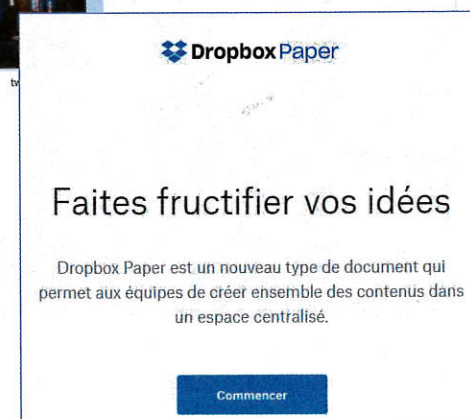 Dropbox Paper
Faites fructifier vos idées
Dropbox Paper est un nouveau type de document qui
permet aux équipes de créer ensemble des contenus dans
un espace centralisé.
Commencer